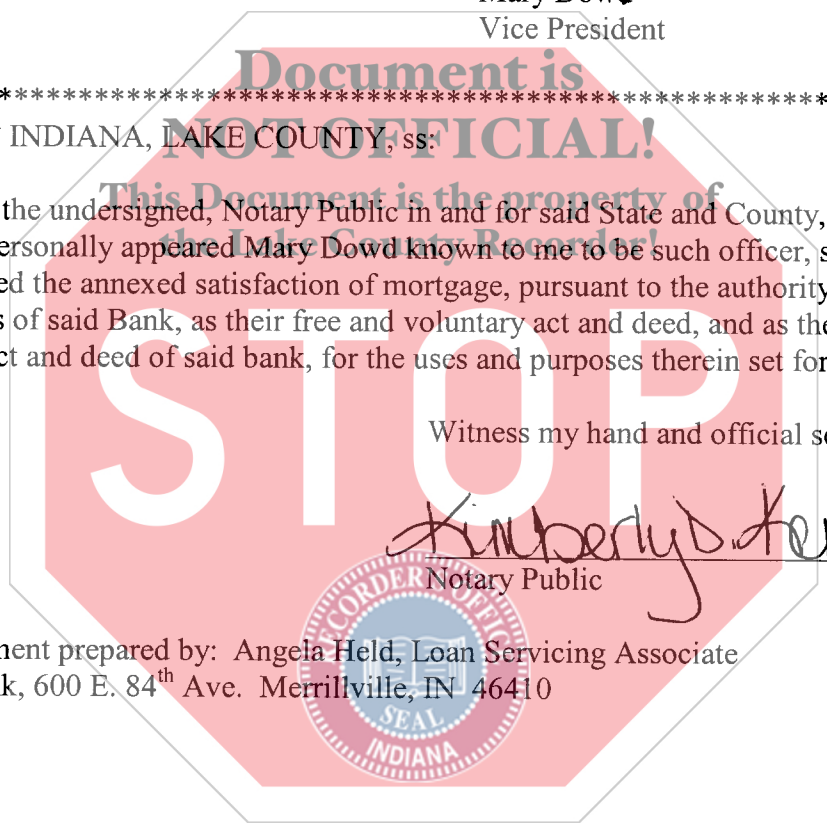 Mary Dowd
Vice President
Document is
**********************************************************
INDIANA, LAKE COUNTY, ss:
NOT OFFICIAL!
This Document is the property of
the undersigned, Notary Public in and for said State and County,
the Lake County Recorder!
ersonally appeared Mary Dowd known to me to be such officer, s
ed the annexed satisfaction of mortgage, pursuant to the authority
s of said Bank, as their free and voluntary act and deed, and as the
ct and deed of said bank, for the uses and purposes therein set for
STOP
Witness my hand and official se
Kimberly D. Ke
Notary Public
RECORDER'S OFFICE
nent prepared by: Angela Held, Loan Servicing Associate
k, 600 E. 84th Ave. Merrillville, IN 46410
SEAL
INDIANA